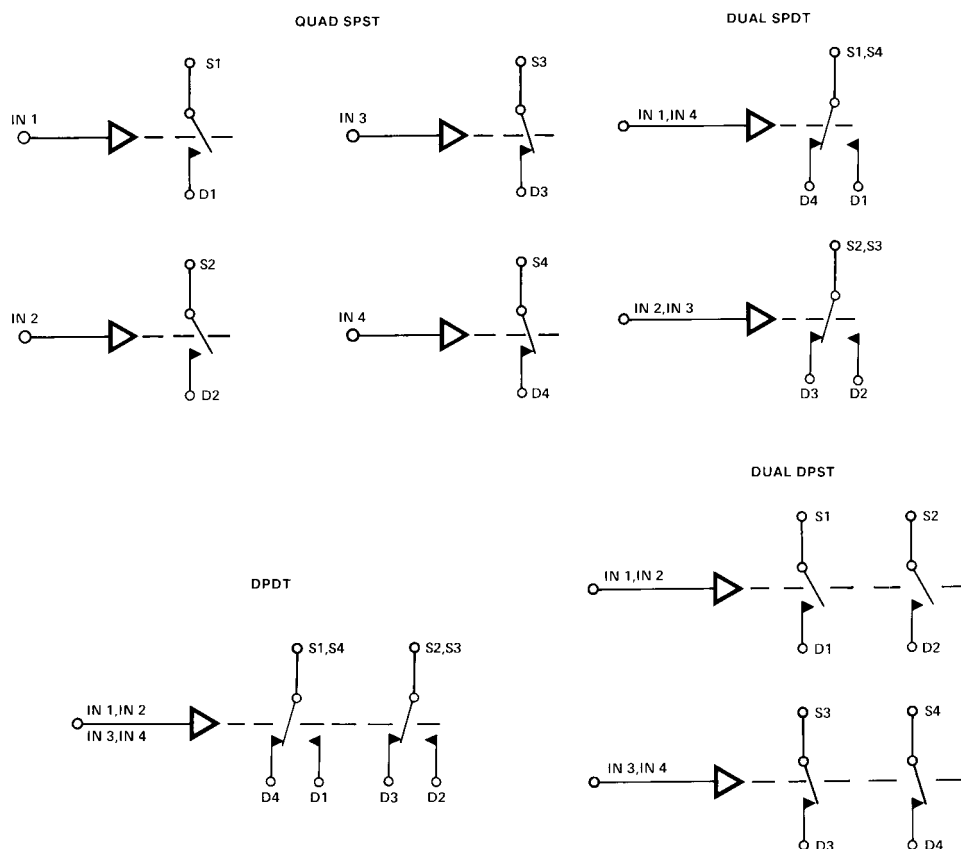 QUAD SPST
S1
IN 1
D1
S3
IN 3
D3
S2
IN 2
D2
S4
IN 4
D4
DUAL SPDT
S1,S4
IN 1,IN 4
D4
D1
S2,S3
IN 2,IN 3
D3
D2
DPDT
S1,S4
S2,S3
IN 1,IN 2
IN 3,IN 4
D4
D1
D3
D2
DUAL DPST
S1
S2
IN 1,IN 2
D1
D2
S3
S4
IN 3,IN 4
D3
D4